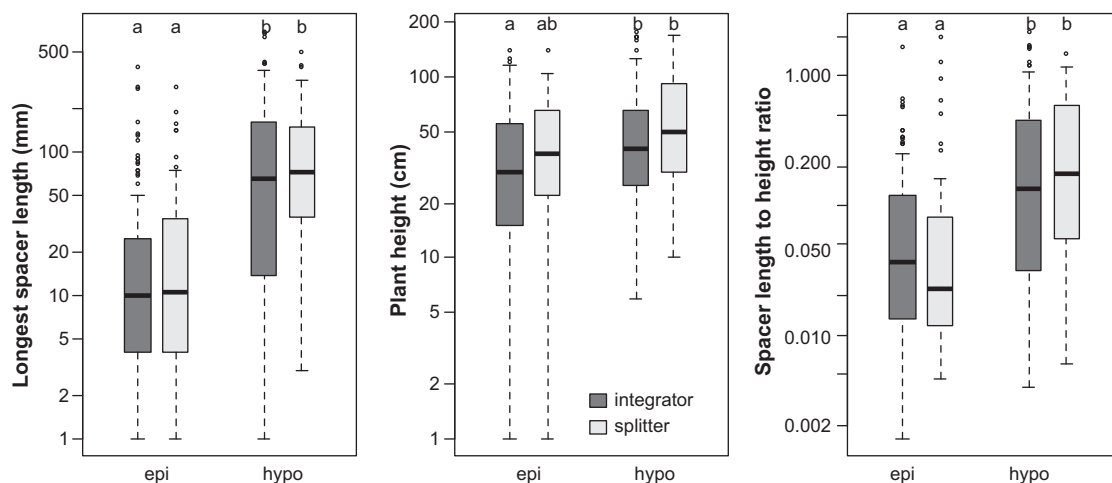 Longest spacer length (mm)
500
100
50
20
10
5
2
1
a a b b
epi hypo
Plant height (cm)
200
100
50
20
10
5
2
1
a ab b b
integrator
splitter
epi hypo
Spacer length to height ratio
1.000
0.200
0.050
0.010
0.002
a a b b
epi hypo